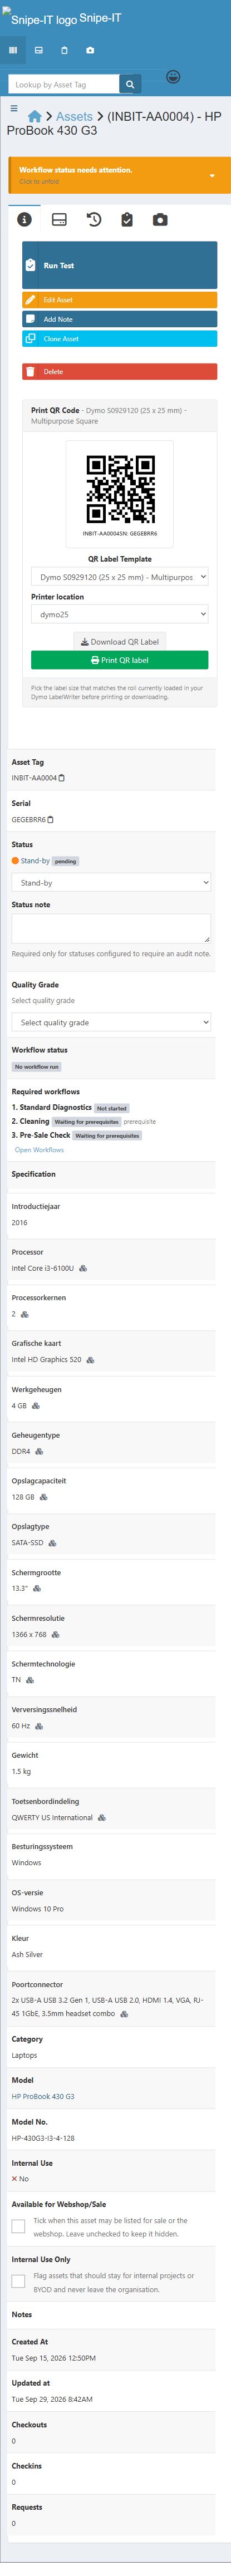 Snipe-IT logo Snipe-IT
Lookup by Asset Tag
Assets > (INBIT-AA0004) - HP
ProBook 430 G3
Workflow status needs attention.
Click to unfold
Run Test
Edit Asset
Add Note
Clone Asset
Delete
Print QR Code - Dymo S0929120 (25 x 25 mm) -
Multipurpose Square
INBIT-AA0004SN: GEGEBRR6
QR Label Template
Dymo S0929120 (25 x 25 mm) - Multipurpos
Printer location
dymo25
Download QR Label
Print QR label
Pick the label size that matches the roll currently loaded in your
Dymo LabelWriter before printing or downloading.
Asset Tag
INBIT-AA0004
Serial
GEGEBRR6
Status
Stand-by pending
Stand-by
Status note
Required only for statuses configured to require an audit note.
Quality Grade
Select quality grade
Select quality grade
Workflow status
No workflow run
Required workflows
1. Standard Diagnostics Not started
2. Cleaning Waiting for prerequisites prerequisite
3. Pre-Sale Check Waiting for prerequisites
Open Workflows
Specification
Introductiejaar
2016
Processor
Intel Core i3-6100U
Processorkernen
2
Grafische kaart
Intel HD Graphics 520
Werkgeheugen
4 GB
Geheugentype
DDR4
Opslagcapaciteit
128 GB
Opslagtype
SATA-SSD
Schermgrootte
13.3"
Schermresolutie
1366 x 768
Schermtechnologie
TN
Verversingssnelheid
60 Hz
Gewicht
1.5 kg
Toetsenbordindeling
QWERTY US International
Besturingssysteem
Windows
OS-versie
Windows 10 Pro
Kleur
Ash Silver
Poortconnector
2x USB-A USB 3.2 Gen 1, USB-A USB 2.0, HDMI 1.4, VGA, RJ-
45 1GbE, 3.5mm headset combo
Category
Laptops
Model
HP ProBook 430 G3
Model No.
HP-430G3-I3-4-128
Internal Use
✕ No
Available for Webshop/Sale
Tick when this asset may be listed for sale or the
webshop. Leave unchecked to keep it hidden.
Internal Use Only
Flag assets that should stay for internal projects or
BYOD and never leave the organisation.
Notes
Created At
Tue Sep 15, 2026 12:50PM
Updated at
Tue Sep 29, 2026 8:42AM
Checkouts
0
Checkins
0
Requests
0